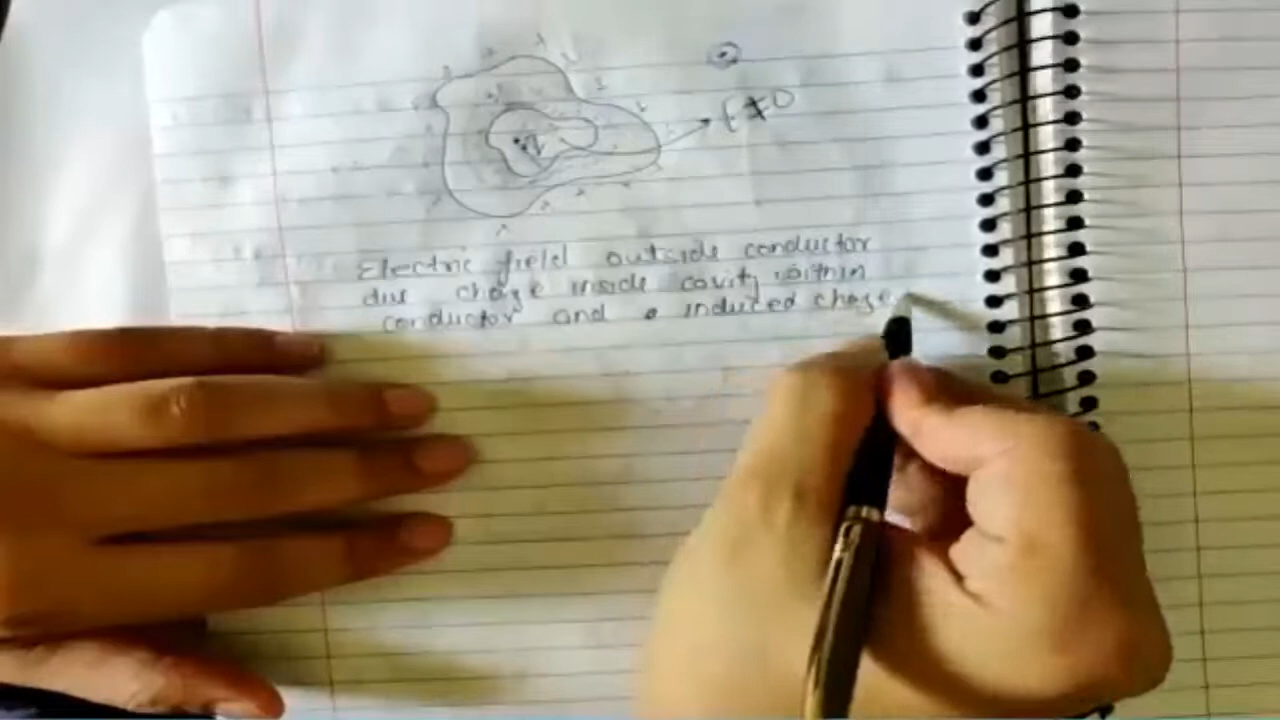 E ≠ 0
q
Electric field outside conductor
due charge inside cavity within
conductor and a induced charge